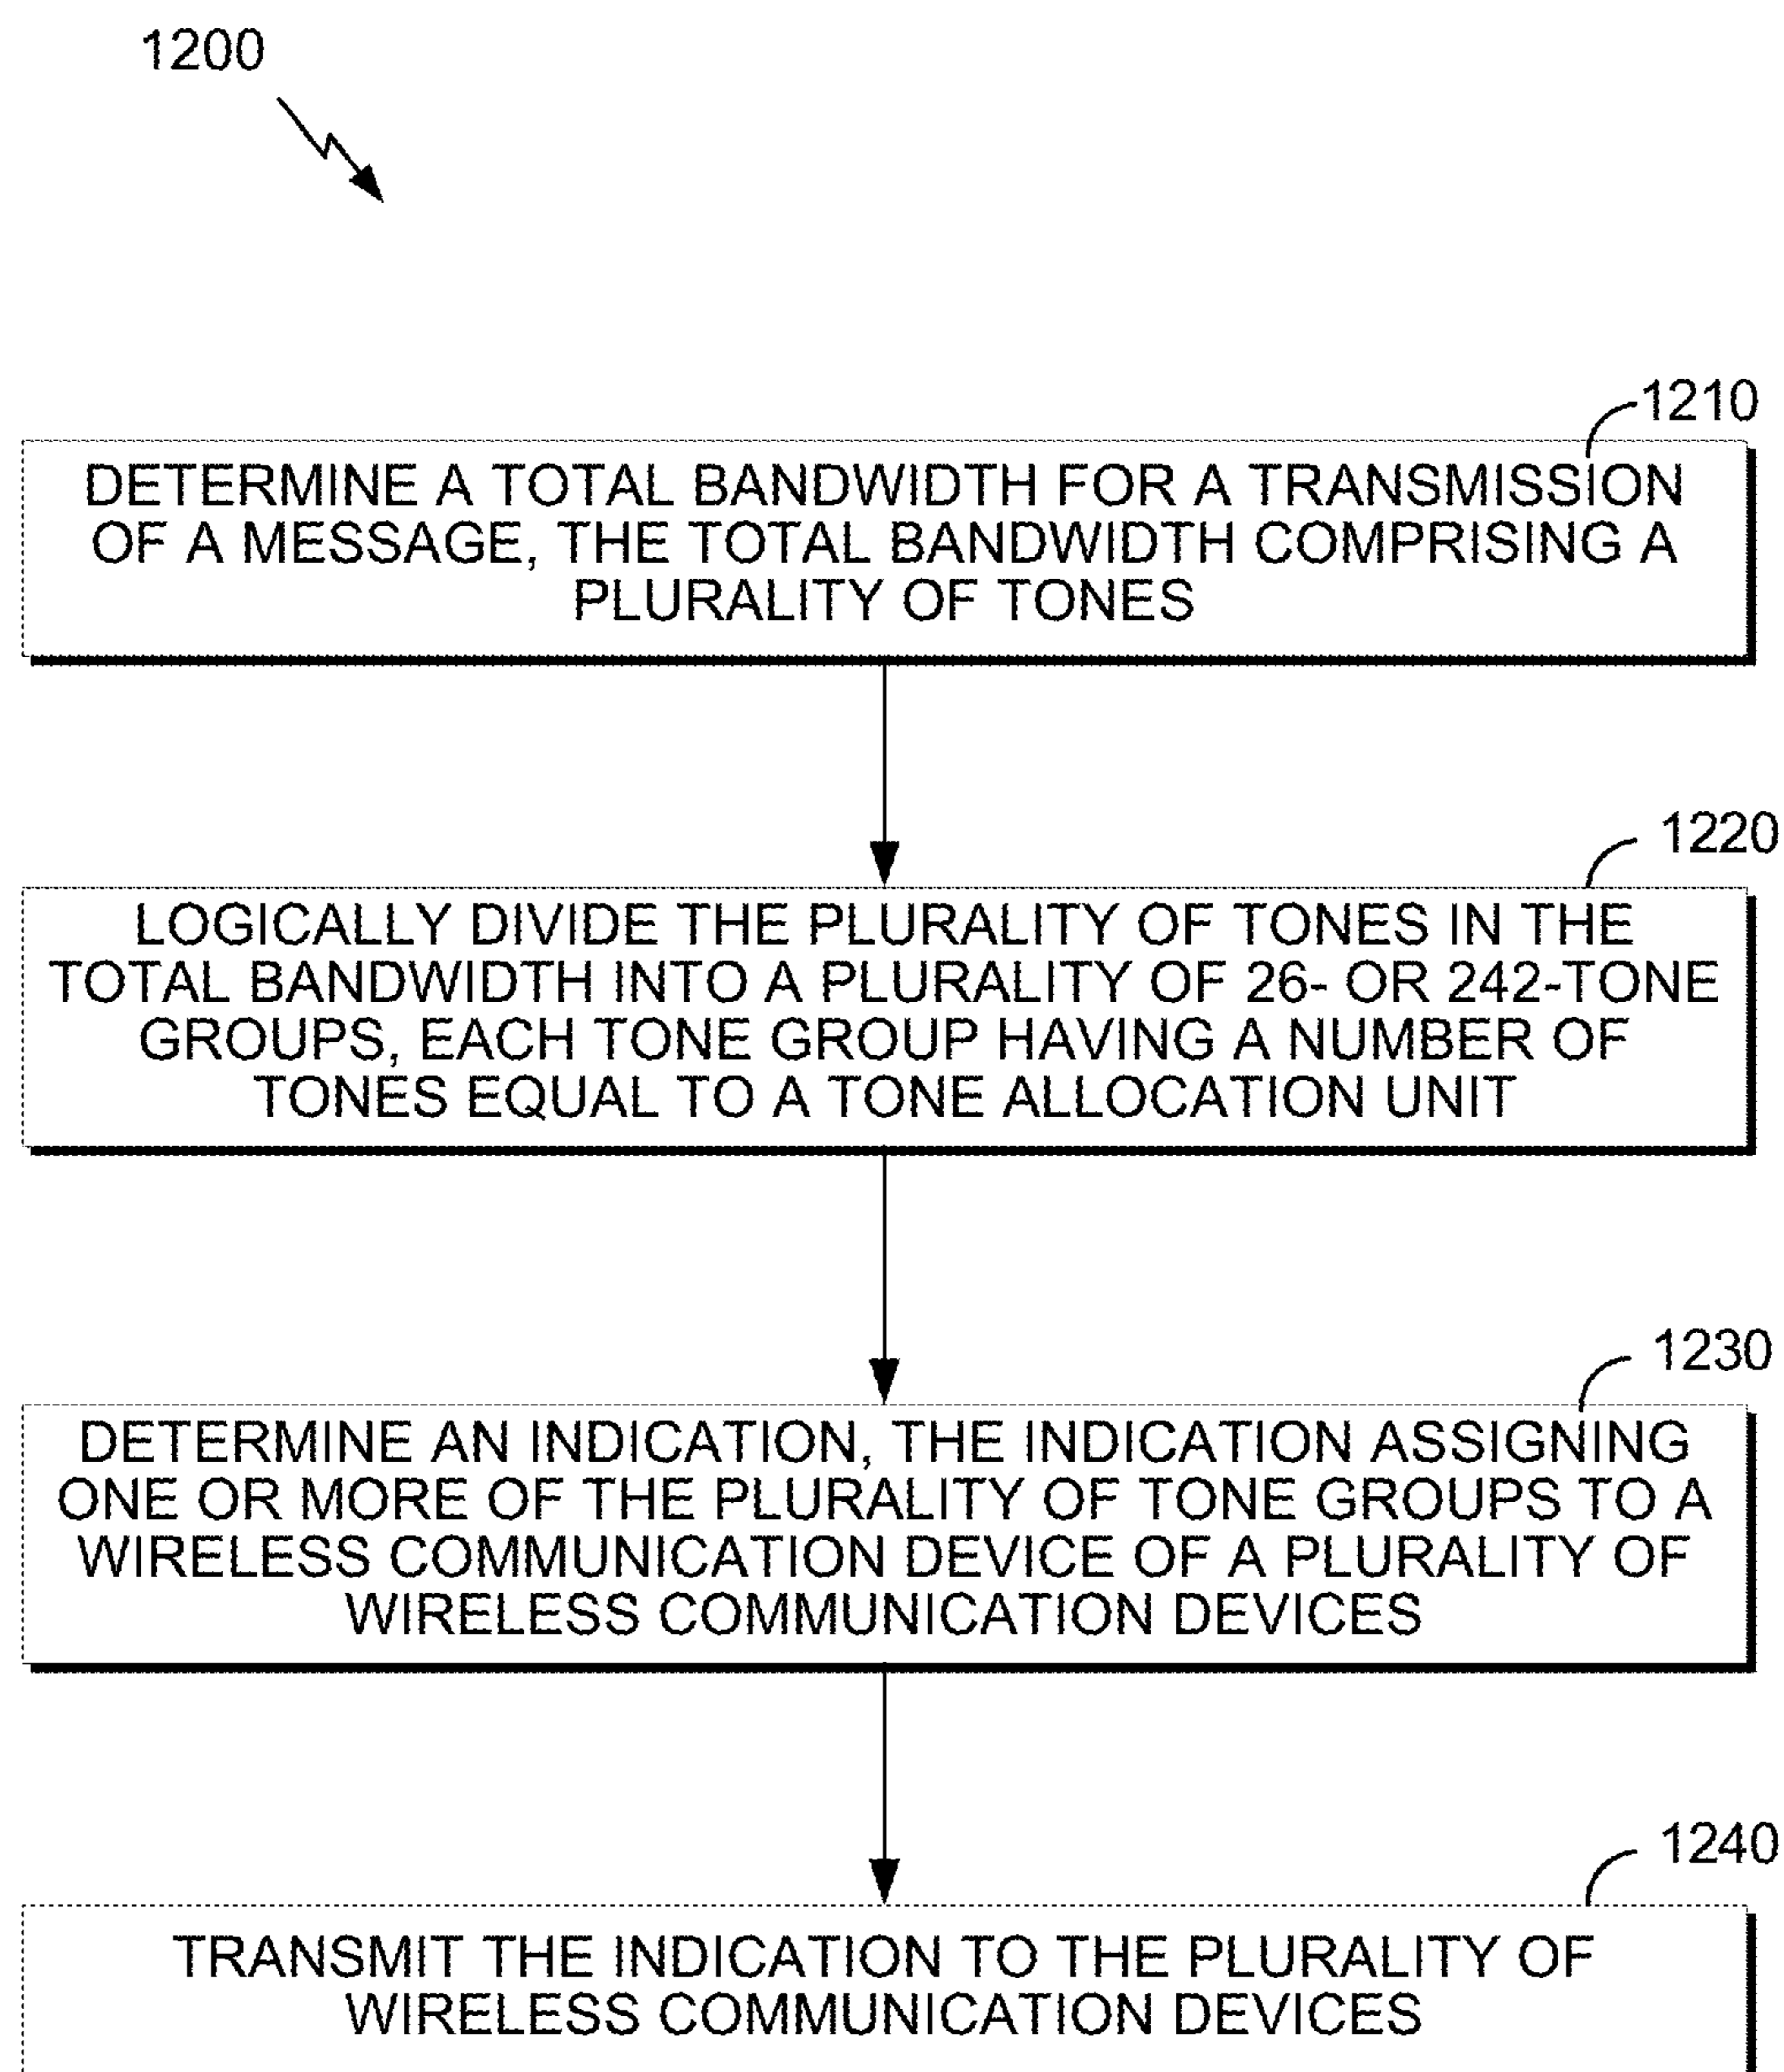 1200
1210
DETERMINE A TOTAL BANDWIDTH FOR A TRANSMISSION
OF A MESSAGE, THE TOTAL BANDWIDTH COMPRISING A
PLURALITY OF TONES
1220
LOGICALLY DIVIDE THE PLURALITY OF TONES IN THE
TOTAL BANDWIDTH INTO A PLURALITY OF 26- OR 242-TONE
GROUPS, EACH TONE GROUP HAVING A NUMBER OF
TONES EQUAL TO A TONE ALLOCATION UNIT
1230
DETERMINE AN INDICATION, THE INDICATION ASSIGNING
ONE OR MORE OF THE PLURALITY OF TONE GROUPS TO A
WIRELESS COMMUNICATION DEVICE OF A PLURALITY OF
WIRELESS COMMUNICATION DEVICES
1240
TRANSMIT THE INDICATION TO THE PLURALITY OF
WIRELESS COMMUNICATION DEVICES